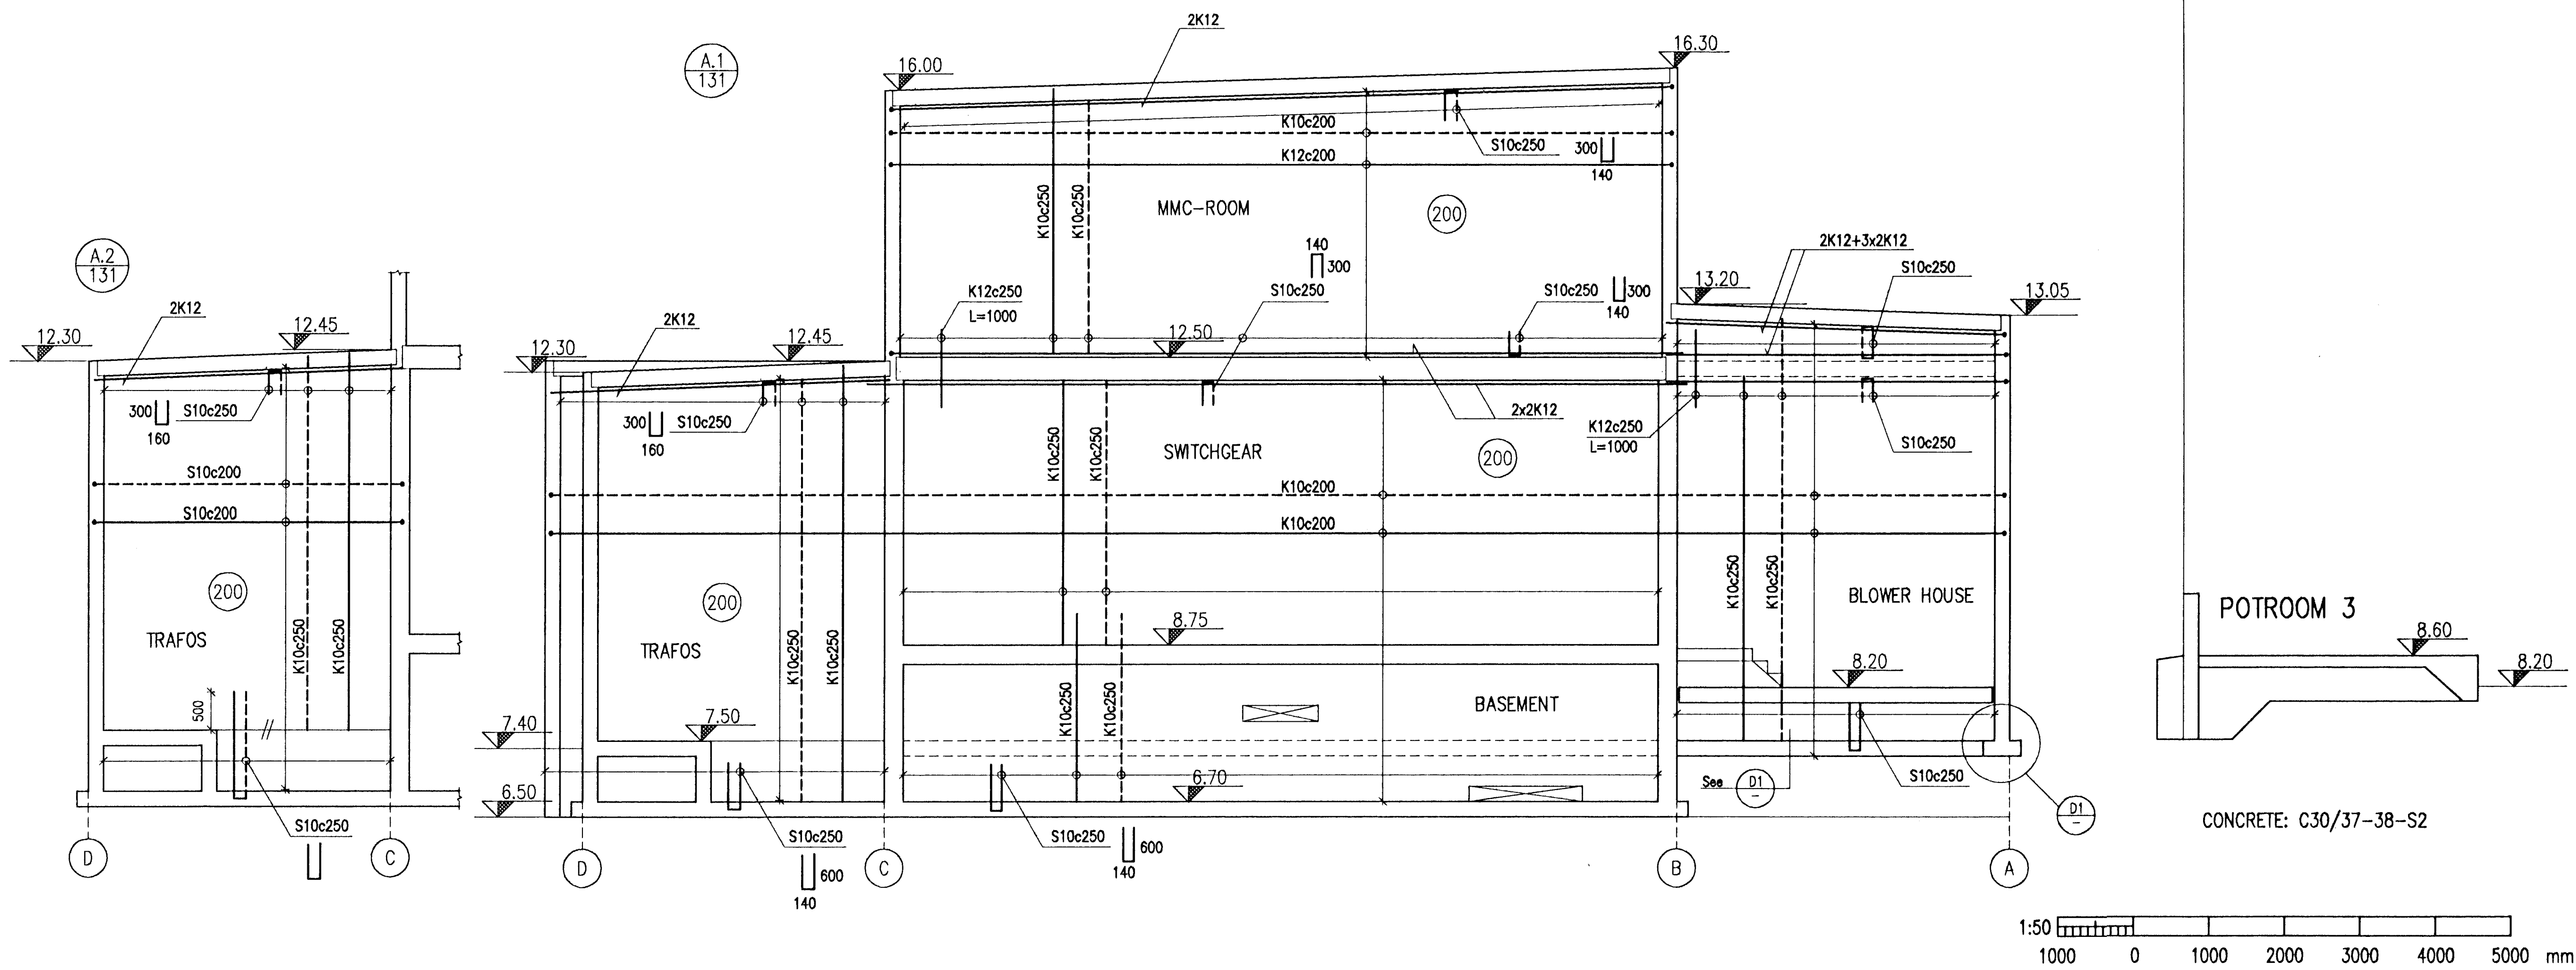 2K12
A.1
131
16.00
16.30
K10c200
S10c250
300
140
K12c200
K10c250
K10c250
MMC-ROOM
200
A.2
131
140
300
2K12+3x2K12
S10c250
13.20
13.05
K12c250
L=1000
S10c250
S10c250
300
140
2K12
12.30
12.45
2K12
12.30
12.45
12.50
300
160
S10c250
300
160
S10c250
2x2K12
K12c250
L=1000
S10c250
K10c250
K10c250
SWITCHGEAR
200
S10c200
S10c200
K10c200
K10c200
200
TRAFOS
K10c250
K10c250
200
TRAFOS
K10c250
K10c250
8.75
K10c250
K10c250
BLOWER HOUSE
POTROOM 3
8.60
8.20
8.20
500
7.40
7.50
K10c250
K10c250
BASEMENT
6.50
6.70
See
D1
–
S10c250
D1
–
S10c250
S10c250
600
140
S10c250
600
140
CONCRETE: C30/37-38-S2
D
C
D
C
B
A
1:50
1000 0 1000 2000 3000 4000 5000 mm